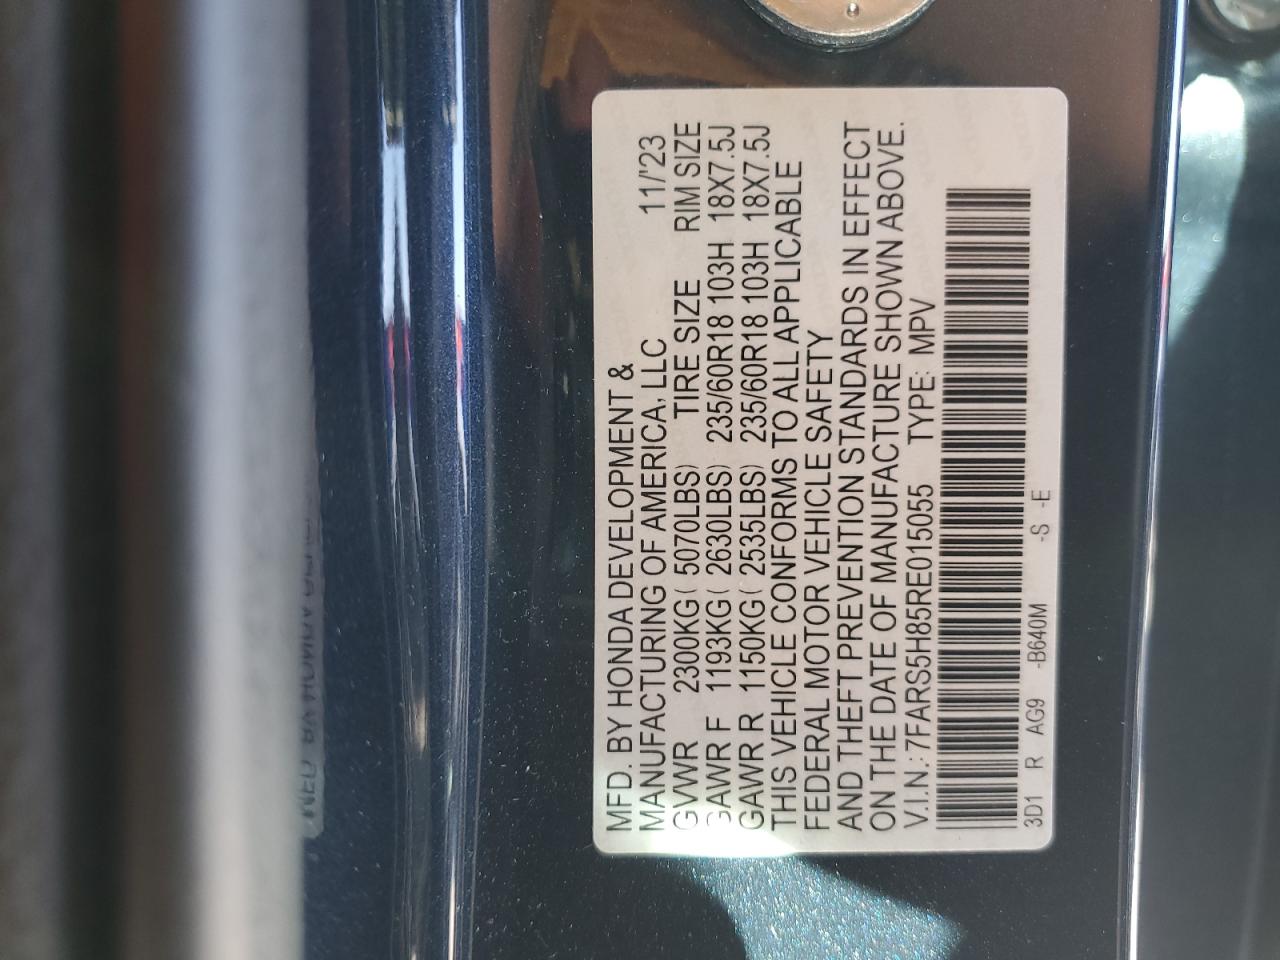 MFD. BY HONDA DEVELOPMENT &
MANUFACTURING OF AMERICA, LLC 11/'23
GVWR 2300KG( 5070LBS) TIRE SIZE RIM SIZE
GAWR F 1193KG( 2630LBS) 235/60R18 103H 18X7.5J
GAWR R 1150KG( 2535LBS) 235/60R18 103H 18X7.5J
THIS VEHICLE CONFORMS TO ALL APPLICABLE
FEDERAL MOTOR VEHICLE SAFETY
AND THEFT PREVENTION STANDARDS IN EFFECT
ON THE DATE OF MANUFACTURE SHOWN ABOVE.
V.I.N.: 7FARS5H85RE015055 TYPE: MPV
3D1 R AG9 -B640M -S -E